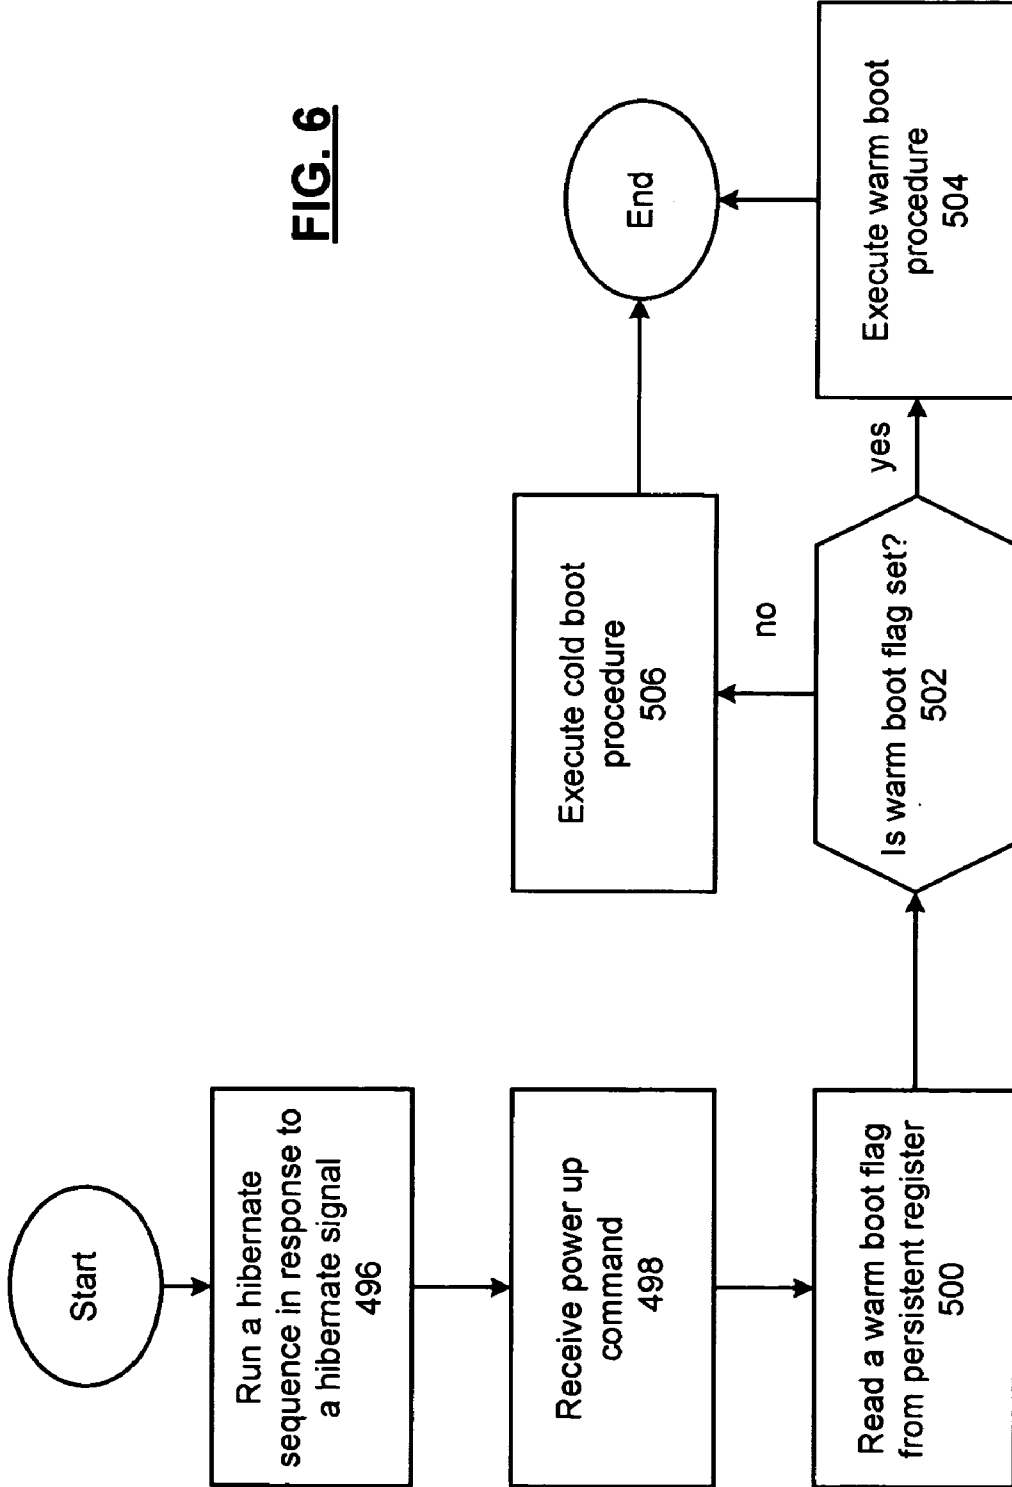 FIG. 6
Start
Run a hibernate
sequence in response to
a hibernate signal
496
Receive power up
command
498
Read a warm boot flag
from persistent register
500
Is warm boot flag set?
502
no
yes
Execute cold boot
procedure
506
Execute warm boot
procedure
504
End